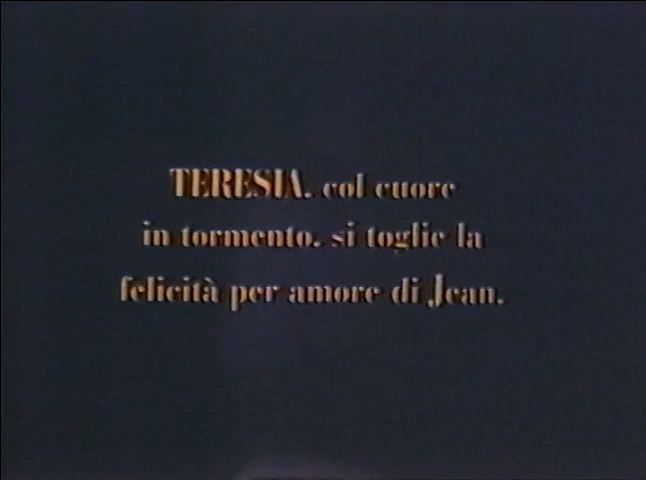 TERESIA, col cuore
in tormento, si toglie la
felicità per amore di Jean.